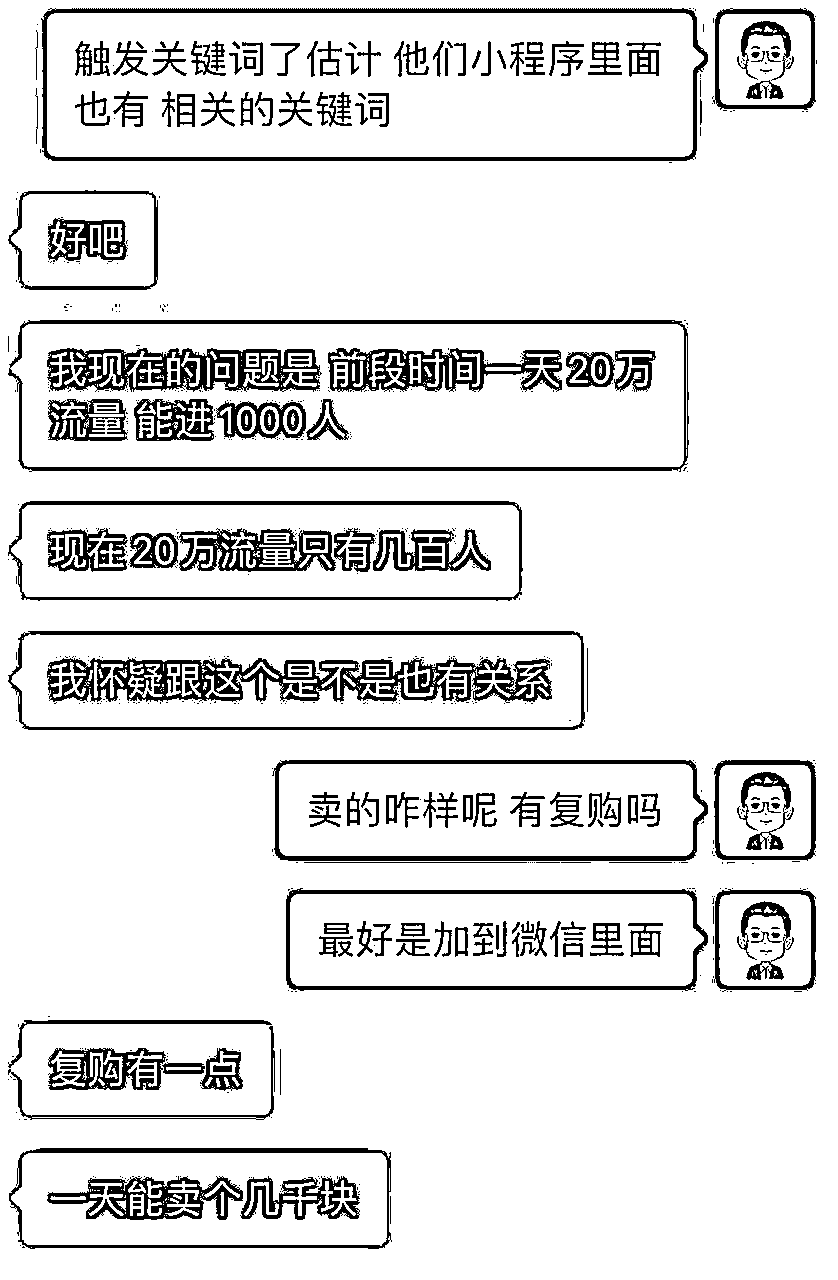 触发关键词了估计 他们小程序里面
也有 相关的关键词
好吧
我现在的问题是 前段时间一天20万
流量 能进1000人
现在20万流量只有几百人
我怀疑跟这个是不是也有关系
卖的咋样呢 有复购吗
最好是加到微信里面
复购有一点
一天能卖个几千块